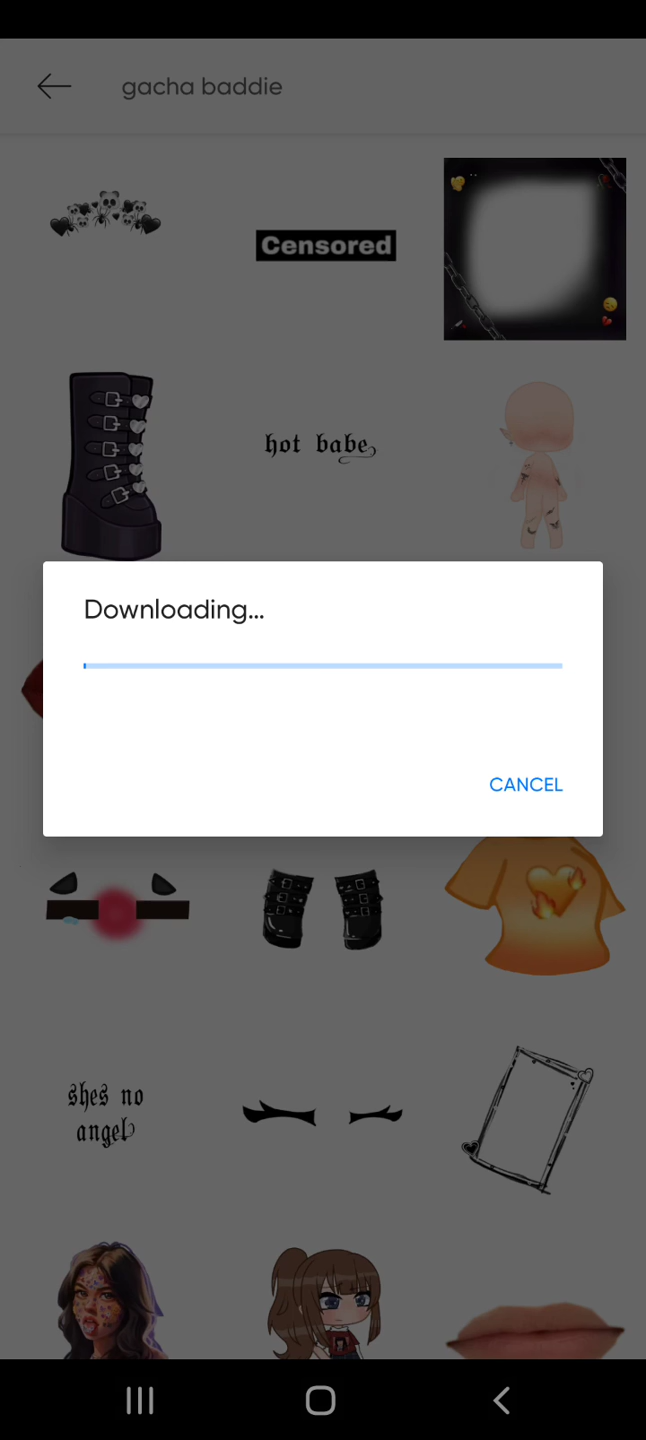 gacha baddie
Censored
hot babe
Downloading...
CANCEL
shes no
angel